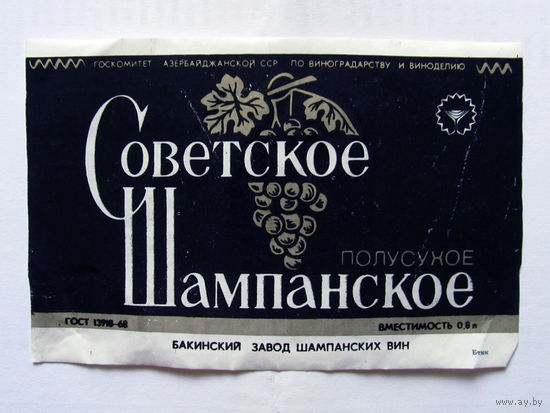 ГОСКОМИТЕТ АЗЕРБАЙДЖАНСКОЙ ССР ПО ВИНОГРАДАРСТВУ И ВИНОДЕЛИЮ
СОВЕТСКОЕ
ШАМПАНСКОЕ
ПОЛУСУХОЕ
ГОСТ 13918-68
ВМЕСТИМОСТЬ 0,8 л
БАКИНСКИЙ ЗАВОД ШАМПАНСКИХ ВИН
www.ay.by